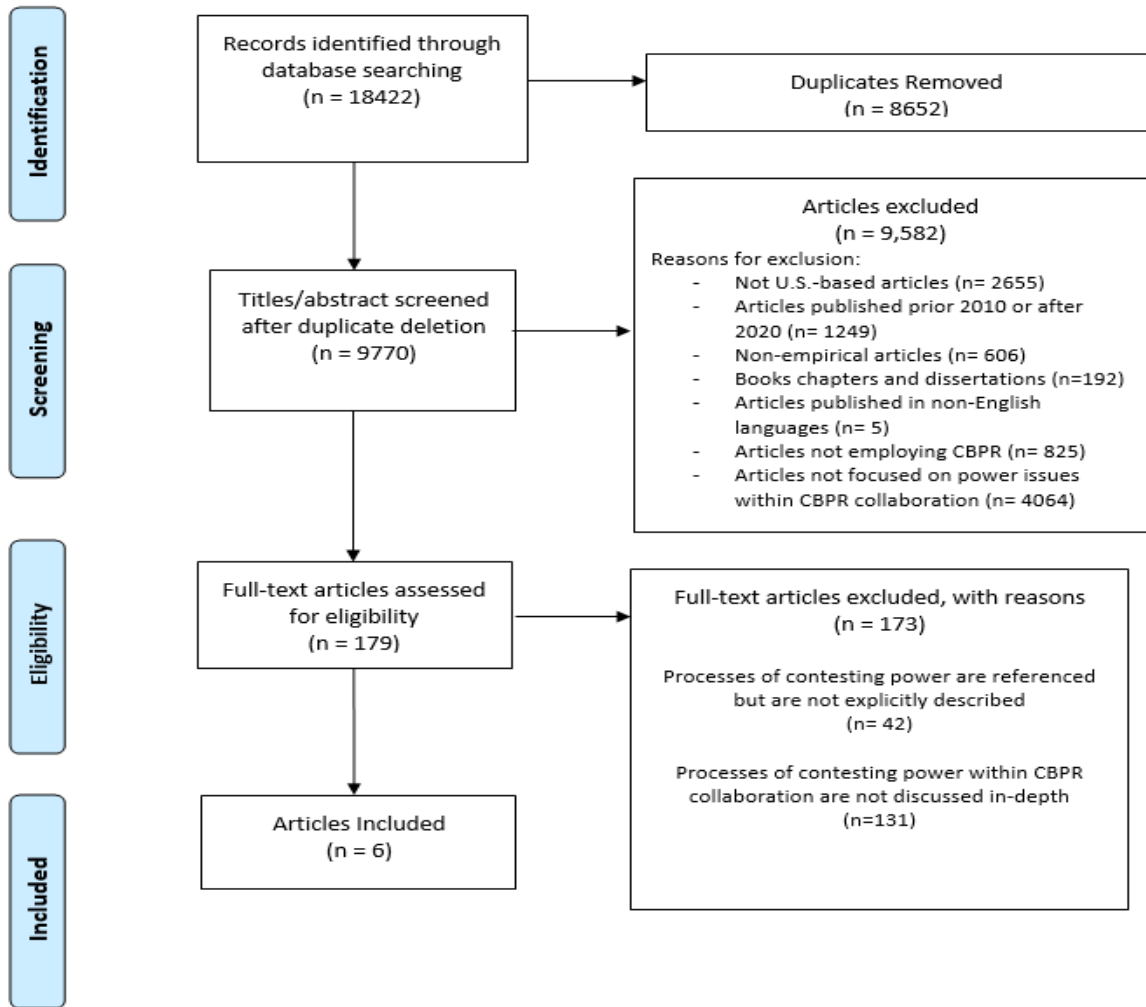 Identification
Records identified through
database searching
(n = 18422)
Duplicates Removed
(n = 8652)
Screening
Titles/abstract screened
after duplicate deletion
(n = 9770)
Articles excluded
(n = 9,582)
Reasons for exclusion:
- Not U.S.-based articles (n= 2655)
- Articles published prior 2010 or after
2020 (n= 1249)
- Non-empirical articles (n= 606)
- Books chapters and dissertations (n=192)
- Articles published in non-English
languages (n= 5)
- Articles not employing CBPR (n= 825)
- Articles not focused on power issues
within CBPR collaboration (n= 4064)
Eligibility
Full-text articles assessed
for eligibility
(n = 179)
Full-text articles excluded, with reasons
(n = 173)
Processes of contesting power are referenced
but are not explicitly described
(n= 42)
Processes of contesting power within CBPR
collaboration are not discussed in-depth
(n=131)
Included
Articles Included
(n = 6)